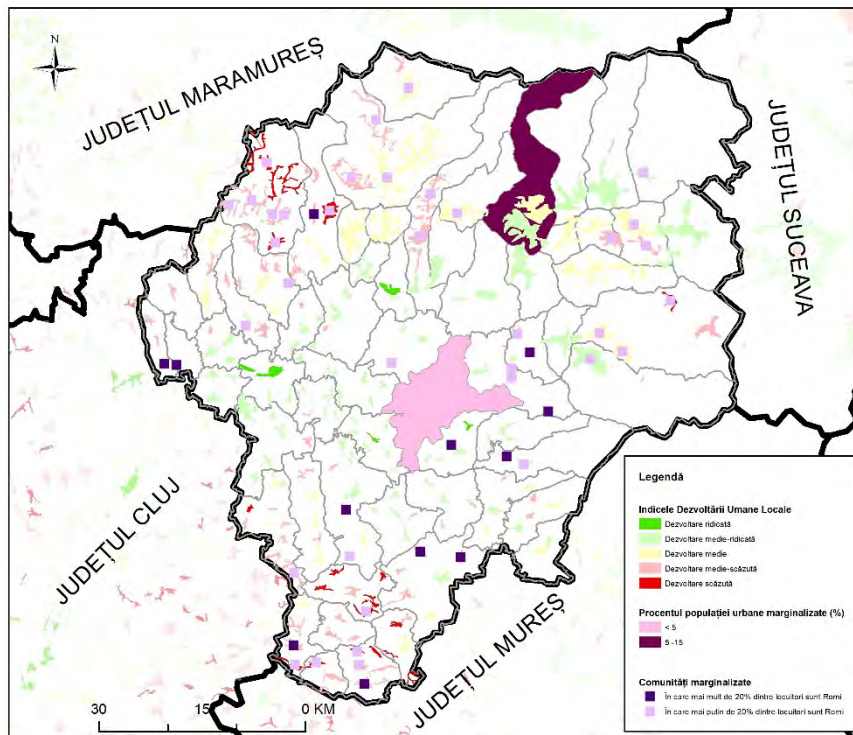 N
JUDEȚUL MARAMUREȘ
JUDEȚUL SUCEAVA
JUDEȚUL CLUJ
JUDEȚUL MUREȘ
30 15 0 KM
Legendă
Indicele Dezvoltării Umane Locale
Dezvoltare ridicată
Dezvoltare medie-ridicată
Dezvoltare medie
Dezvoltare medie-scăzută
Dezvoltare scăzută
Procentul populației urbane marginalizate (%)
< 5
5 -15
Comunități marginalizate
În care mai mult de 20% dintre locuitori sunt Romi
În care mai putin de 20% dintre locuitori sunt Romi